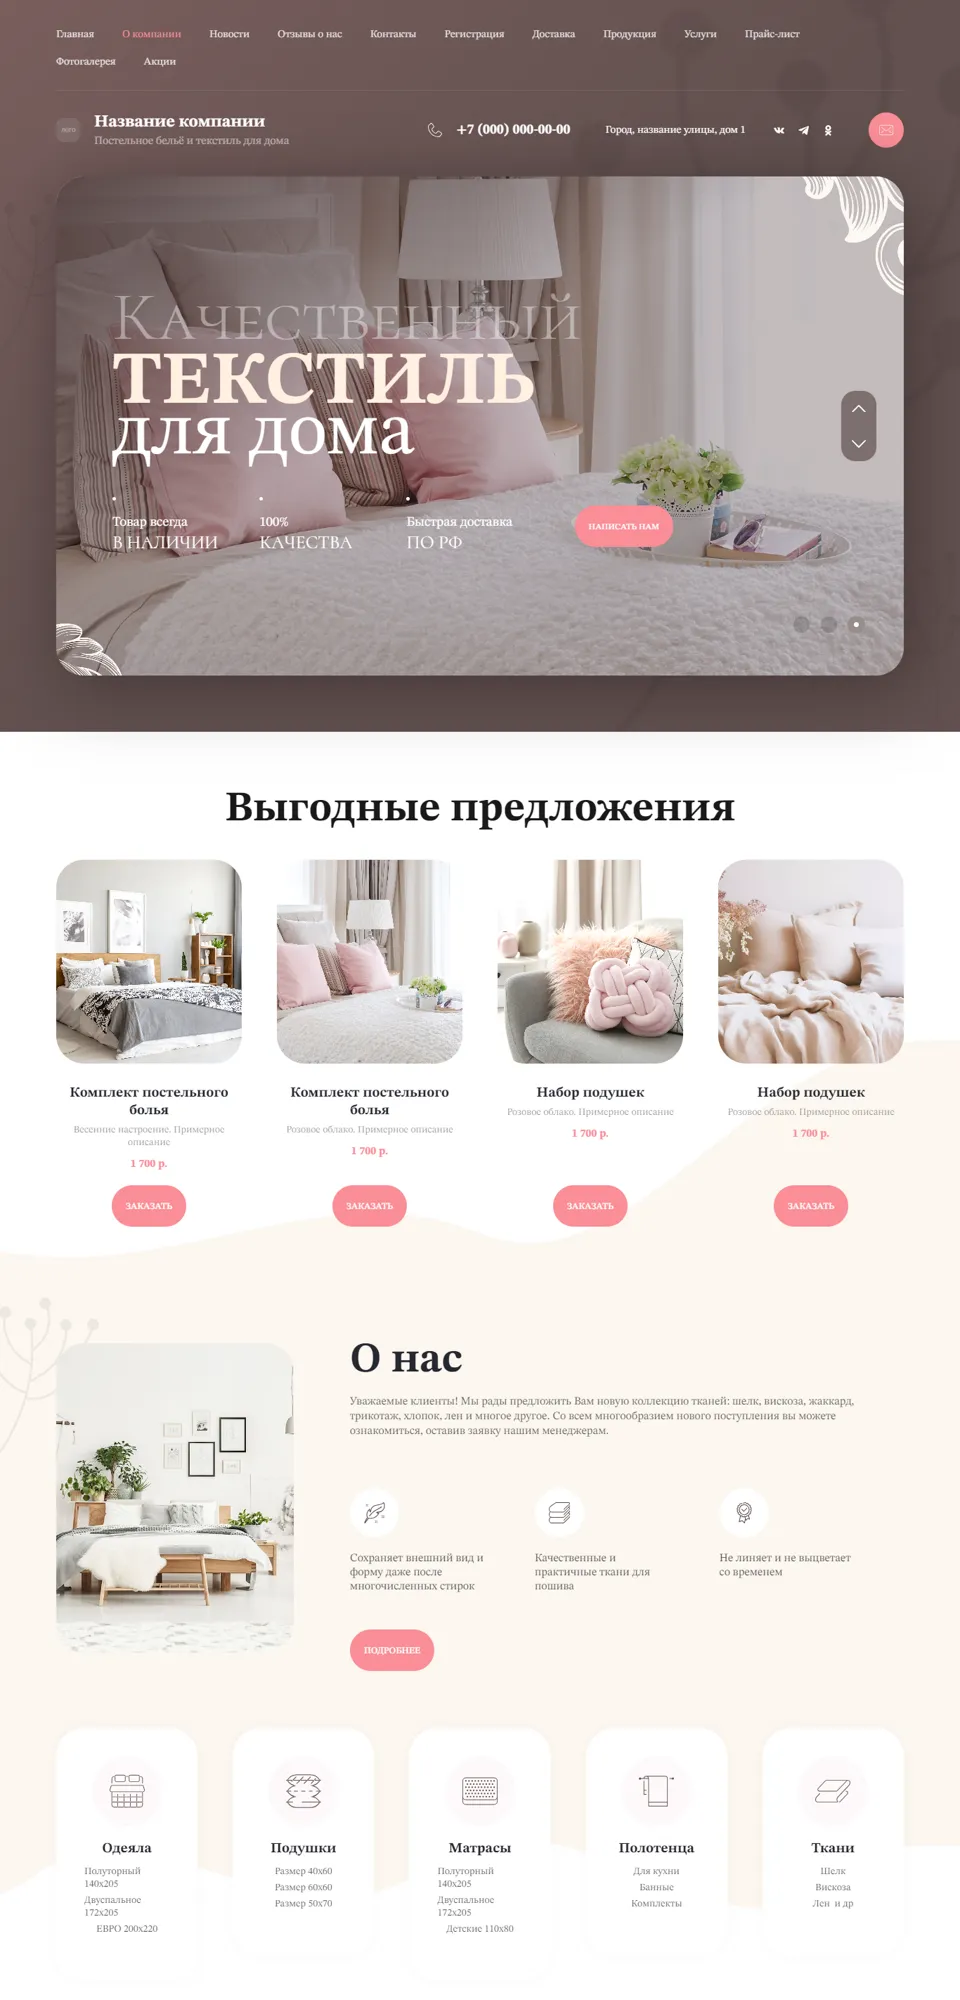 Главная О компании Новости Отзывы о нас Контакты Регистрация Доставка Продукция Услуги Прайс-лист
Фотогалерея Акции
лого
Название компании
Постельное бельё и текстиль для дома
+7 (000) 000-00-00
Город, название улицы, дом 1
Качественный
ТЕКСТИЛЬ
для дома
Товар всегда
В НАЛИЧИИ
100%
КАЧЕСТВА
Быстрая доставка
ПО РФ
НАПИСАТЬ НАМ
Выгодные предложения
Комплект постельного
болья
Весенние настроение. Примерное
описание
1 700 р.
ЗАКАЗАТЬ
Комплект постельного
болья
Розовое облако. Примерное описание
1 700 р.
ЗАКАЗАТЬ
Набор подушек
Розовое облако. Примерное описание
1 700 р.
ЗАКАЗАТЬ
Набор подушек
Розовое облако. Примерное описание
1 700 р.
ЗАКАЗАТЬ
О нас
Уважаемые клиенты! Мы рады предложить Вам новую коллекцию тканей: шелк, вискоза, жаккард,
трикотаж, хлопок, лен и многое другое. Со всем многообразием нового поступления вы можете
ознакомиться, оставив заявку нашим менеджерам.
Сохраняет внешний вид и
форму даже после
многочисленных стирок
Качественные и
практичные ткани для
пошива
Не линяет и не выцветает
со временем
ПОДРОБНЕЕ
Одеяла
Полуторный
140х205
Двуспальное
172х205
ЕВРО 200х220
Подушки
Размер 40х60
Размер 60х60
Размер 50х70
Матрасы
Полуторный
140х205
Двуспальное
172х205
Детские 110х80
Полотенца
Для кухни
Банные
Комплекты
Ткани
Шелк
Вискоза
Лен и др